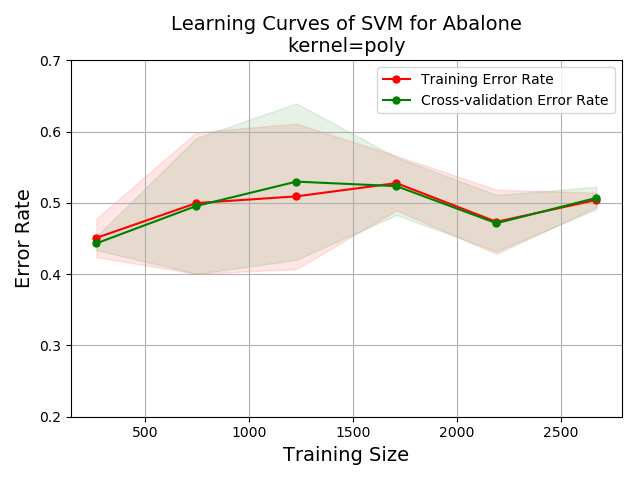 Learning Curves of SVM for Abalone
kernel=poly
Training Error Rate
Cross-validation Error Rate
Error Rate
0.7
0.6
0.5
0.4
0.3
0.2
500
1000
1500
2000
2500
Training Size